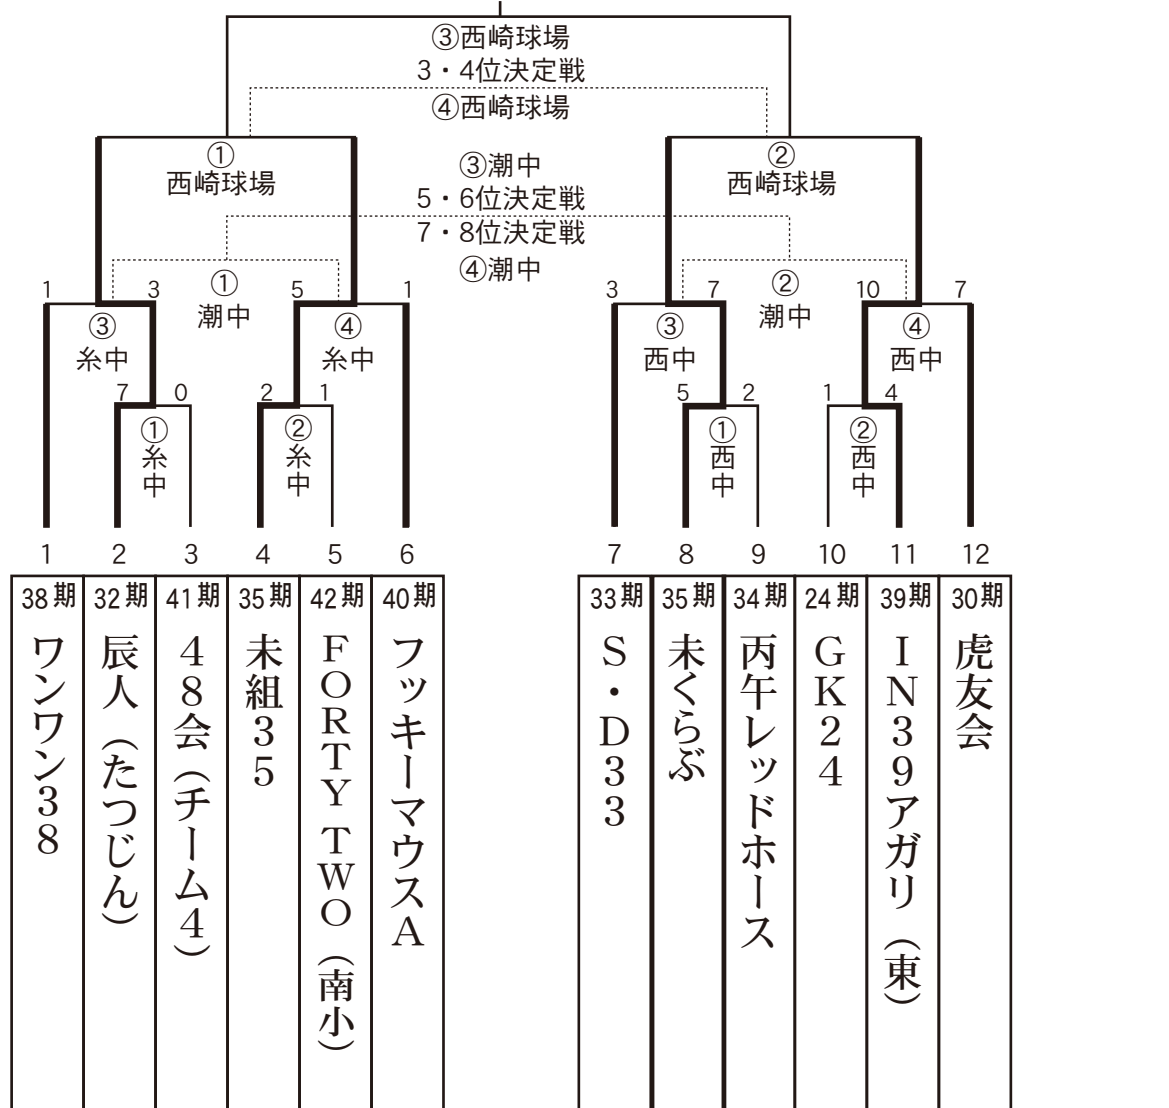 ③西崎球場
3・4位決定戦
④西崎球場
①
西崎球場
②
西崎球場
③潮中
5・6位決定戦
7・8位決定戦
④潮中
1
3
①
潮中
5
1
3
7
②
潮中
10
7
③
糸中
④
糸中
③
西中
④
西中
7
0
2
1
5
2
1
4
①糸中
②糸中
①西中
②西中
1
2
3
4
5
6
7
8
9
10
11
12
38期
32期
41期
35期
42期
40期
33期
35期
34期
24期
39期
30期
ワンワン38
辰人(たつじん)
48会(チーム4)
未組35
FORTY TWO(南小)
フッキーマウスA
S・D33
未くらぶ
丙午レッドホース
GK24
IN39アガリ(東)
虎友会